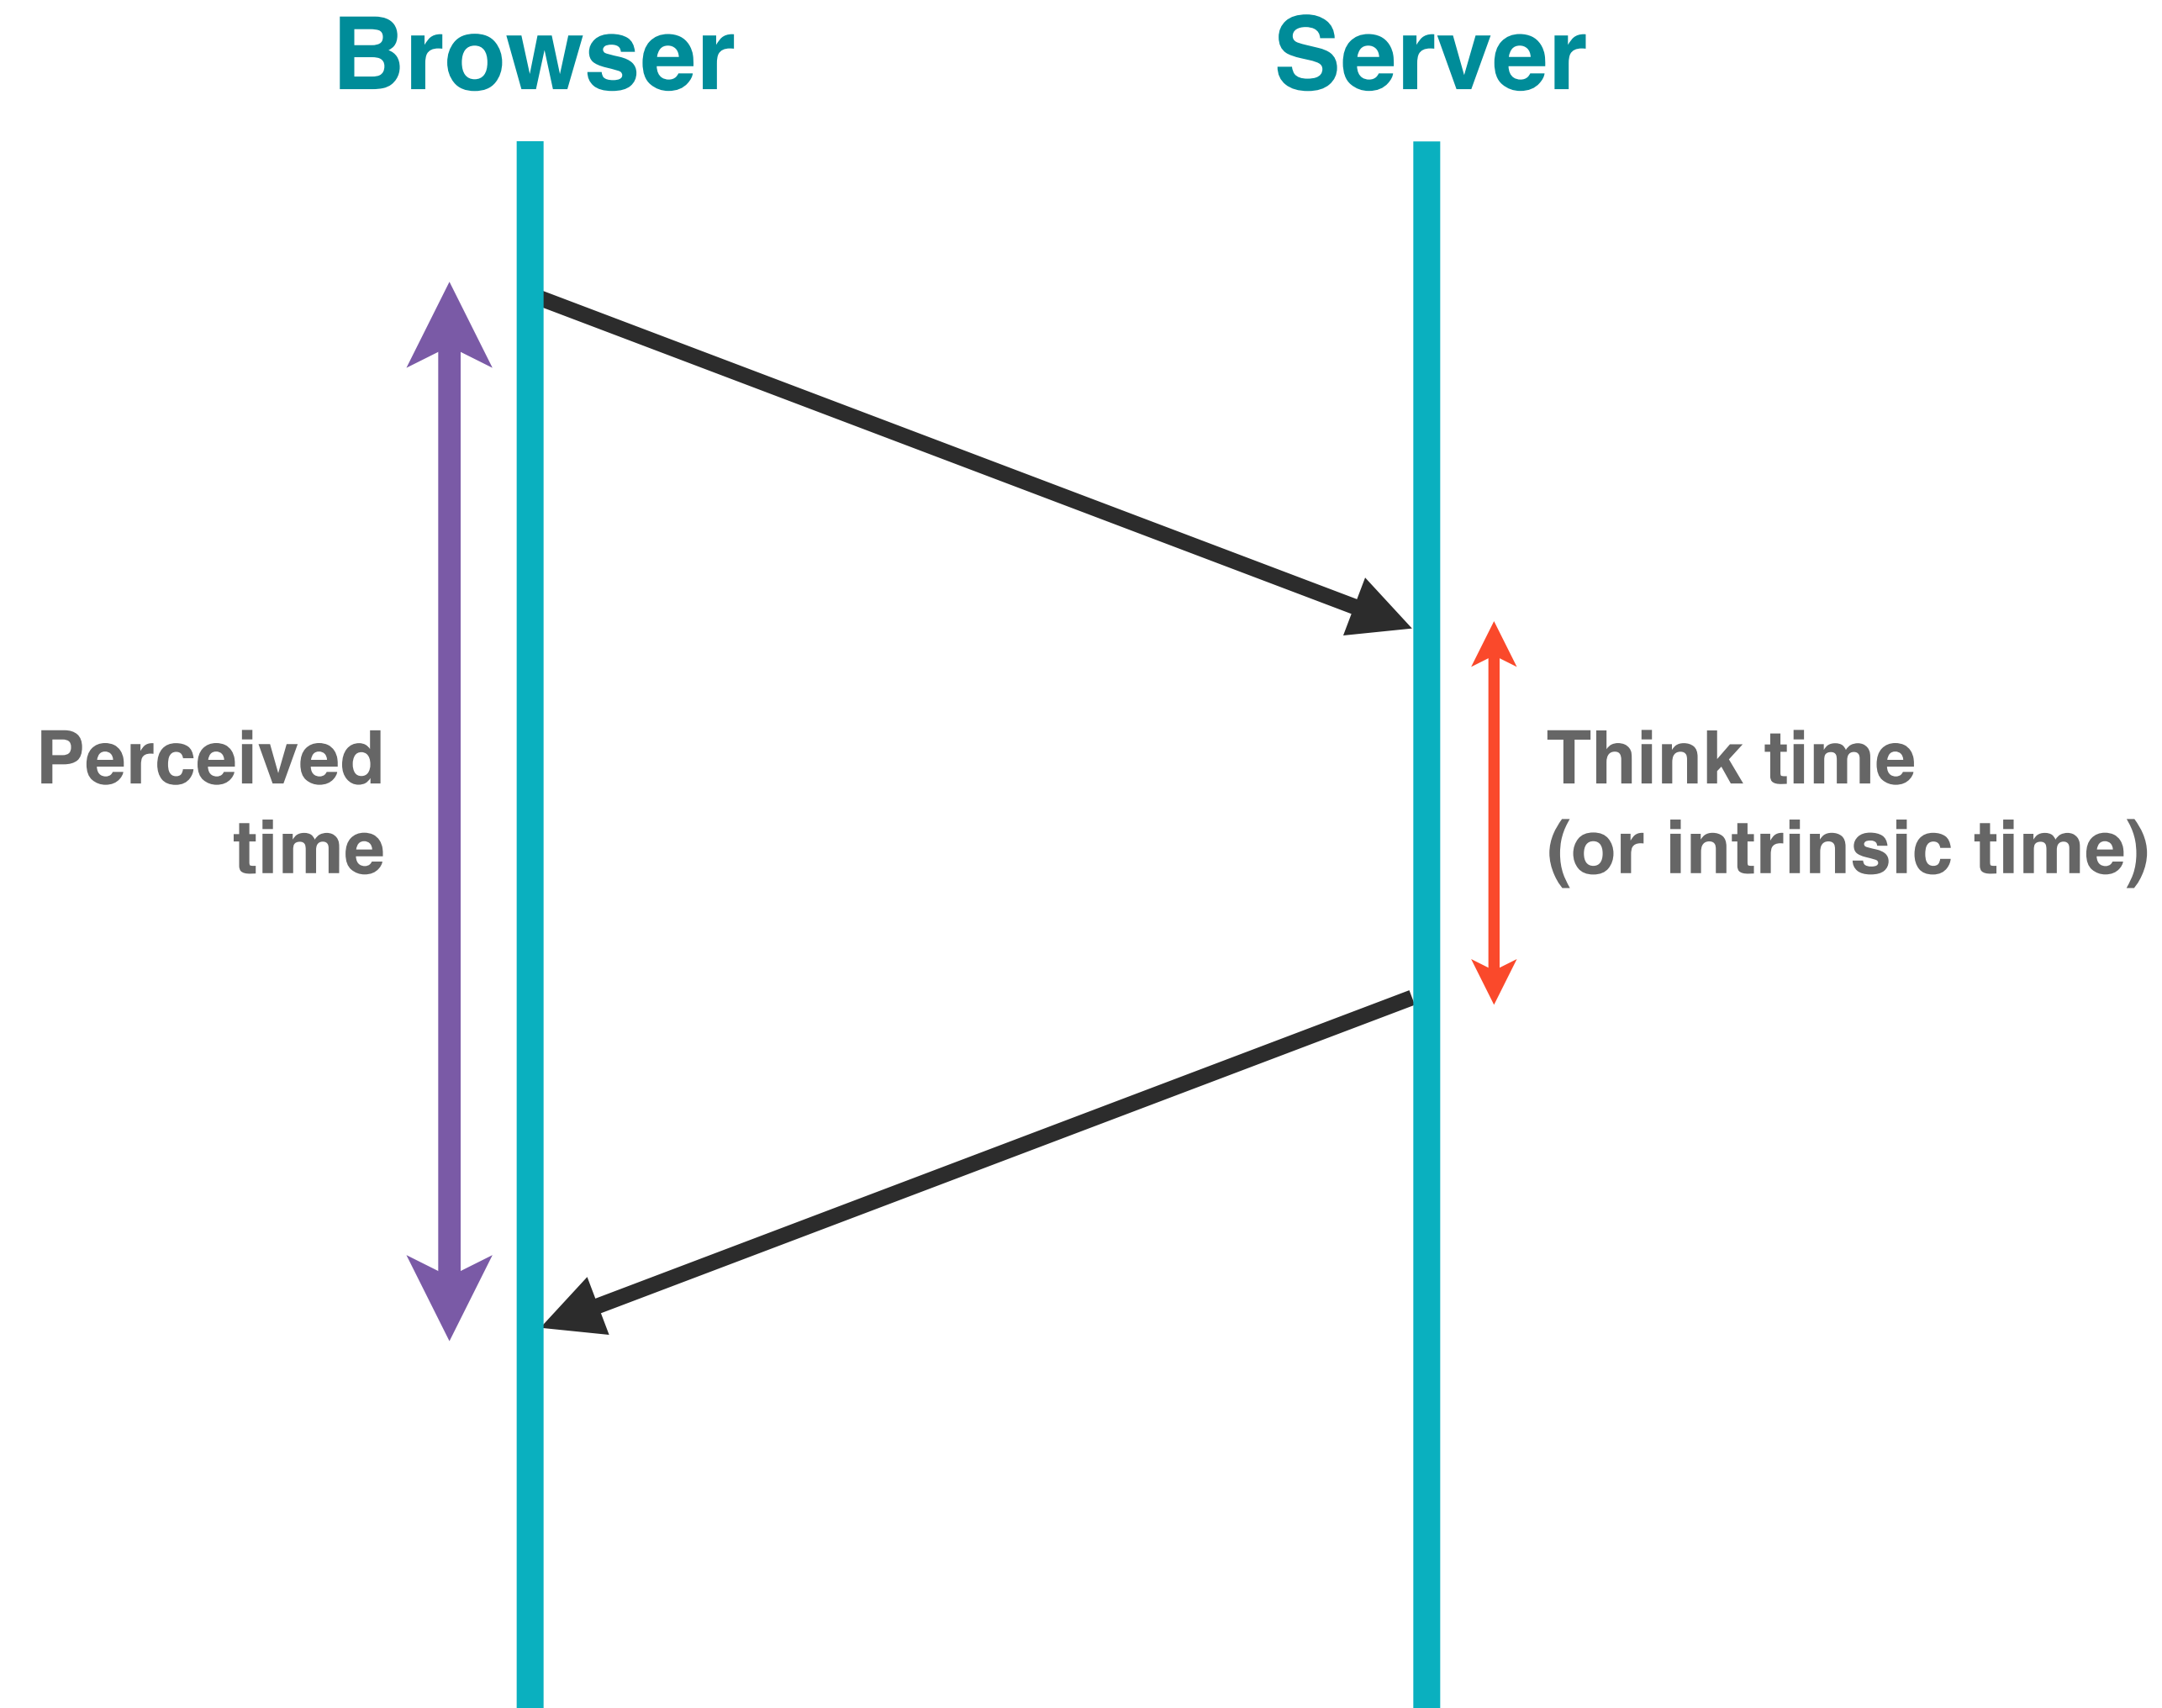 Browser
Server
Perceived
time
Think time
(or intrinsic time)